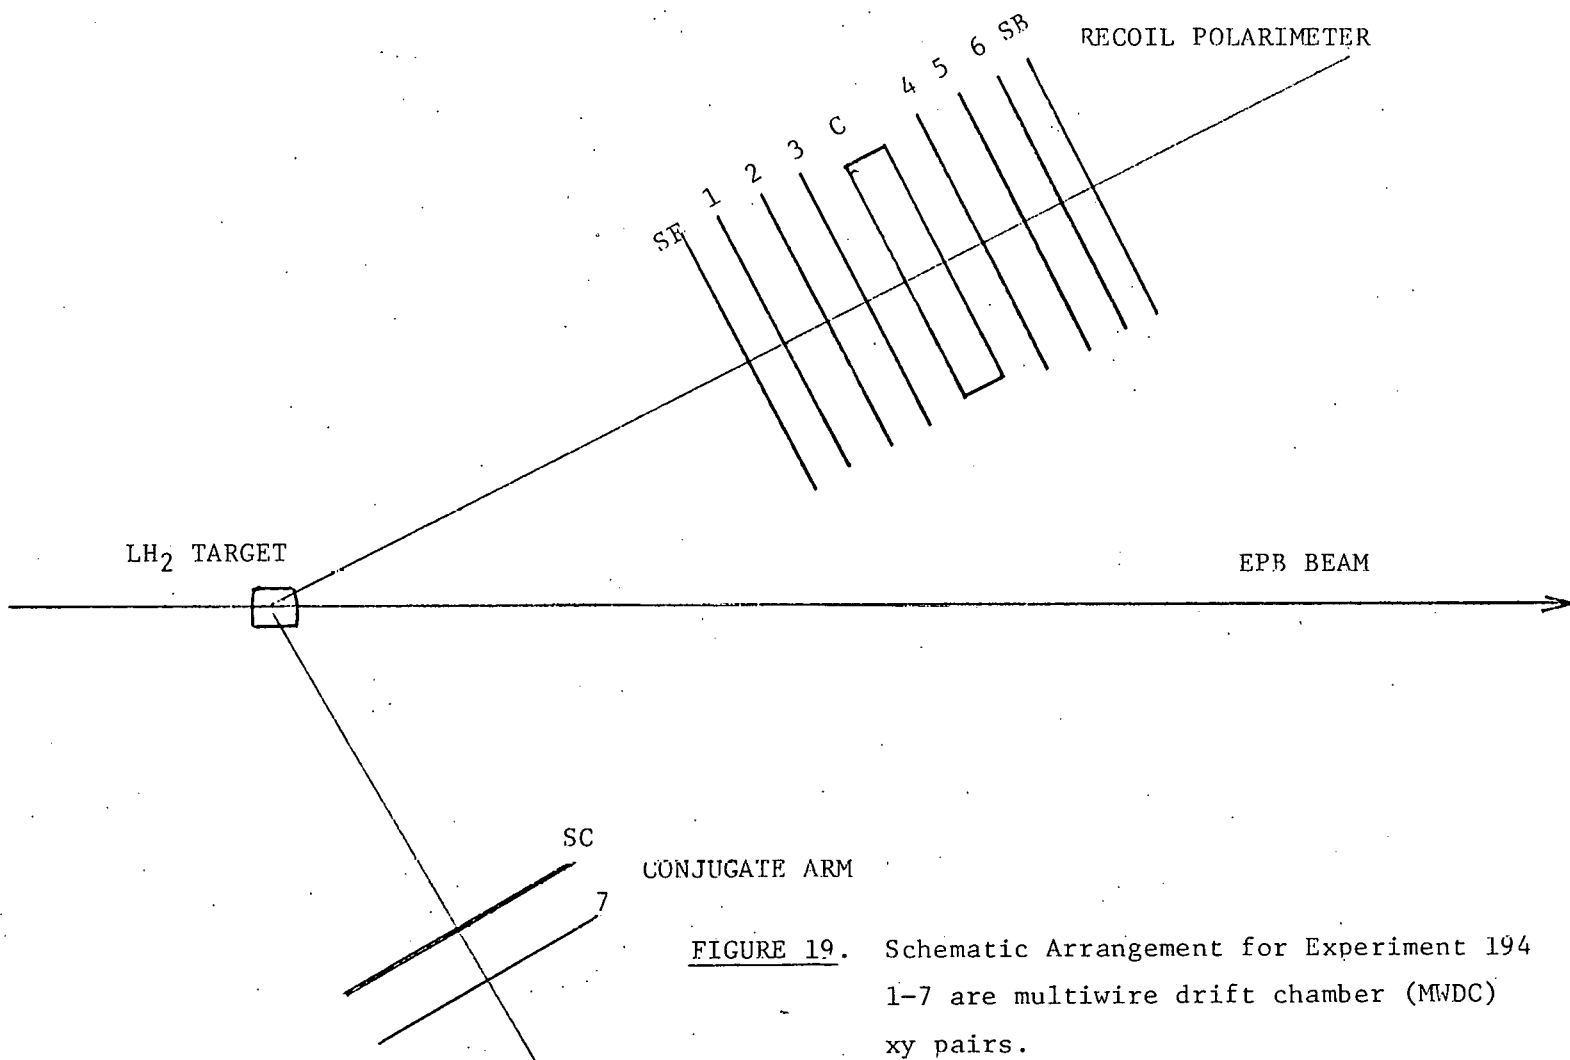 RECOIL POLARIMETER
SF 1 2 3 C 4 5 6 SB
LH₂ TARGET
EPB BEAM
SC
CONJUGATE ARM
7
FIGURE 19. Schematic Arrangement for Experiment 194
1-7 are multiwire drift chamber (MWDC)
xy pairs.